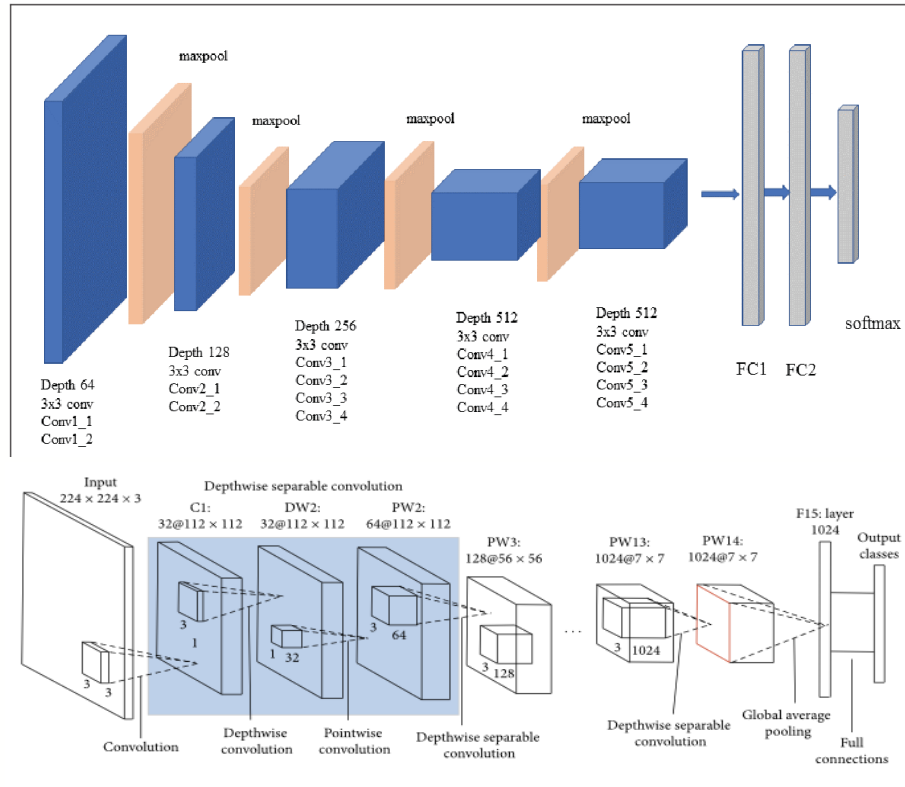 maxpool
maxpool
maxpool
maxpool
Depth 64
3x3 conv
Conv1_1
Conv1_2
Depth 128
3x3 conv
Conv2_1
Conv2_2
Depth 256
3x3 conv
Conv3_1
Conv3_2
Conv3_3
Conv3_4
Depth 512
3x3 conv
Conv4_1
Conv4_2
Conv4_3
Conv4_4
Depth 512
3x3 conv
Conv5_1
Conv5_2
Conv5_3
Conv5_4
FC1
FC2
softmax
Input
224 × 224 × 3
Depthwise separable convolution
C1:
32@112 × 112
DW2:
32@112 × 112
PW2:
64@112 × 112
PW3:
128@56 × 56
PW13:
1024@7 × 7
PW14:
1024@7 × 7
F15: layer
1024
Output
classes
3
3
3
1
1
32
3
64
3
128
...
3
1024
Convolution
Depthwise
convolution
Pointwise
convolution
Depthwise separable
convolution
Depthwise separable
convolution
Global average
pooling
Full
connections